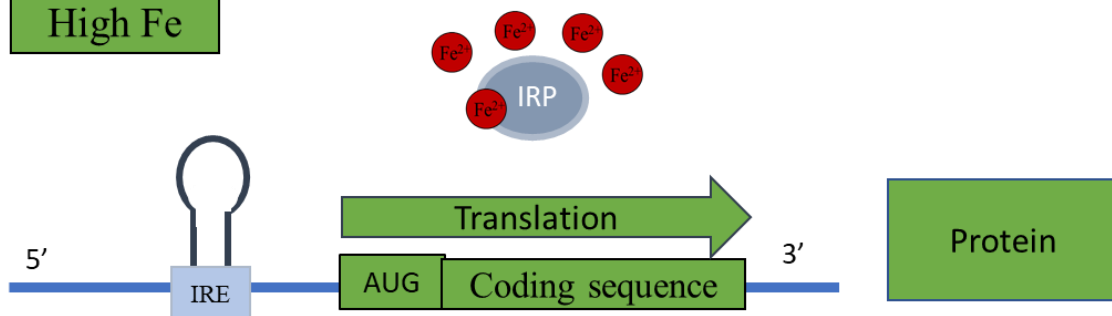 High Fe
Fe²⁺
Fe²⁺
Fe²⁺
Fe²⁺
Fe²⁺
IRP
Translation
Protein
5’
3’
IRE
AUG
Coding sequence